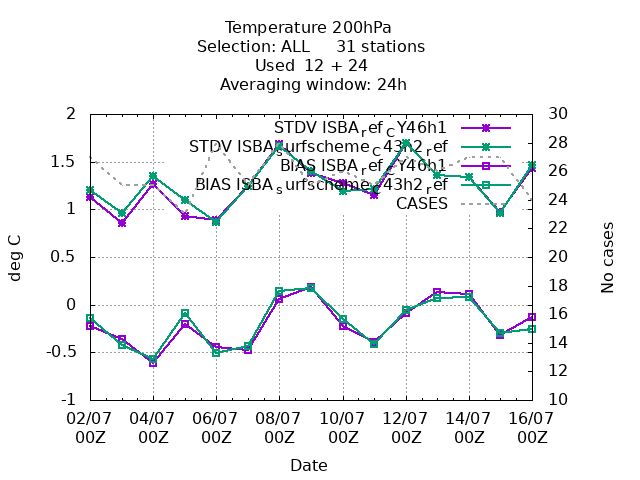 Temperature 200hPa
Selection: ALL 31 stations
Used 12 + 24
Averaging window: 24h
2
1.5
1
0.5
0
-0.5
-1
deg C
30
28
26
24
22
20
18
16
14
12
10
No cases
STDV ISBA_ref_CY46h1
STDV ISBA_surfscheme_C43h2_ref
BIAS ISBA_ref_CY46h1
BIAS ISBA_surfscheme_CY43h2_ref
CASES
02/07 04/07 06/07 08/07 10/07 12/07 14/07 16/07
00Z 00Z 00Z 00Z 00Z 00Z 00Z 00Z
Date